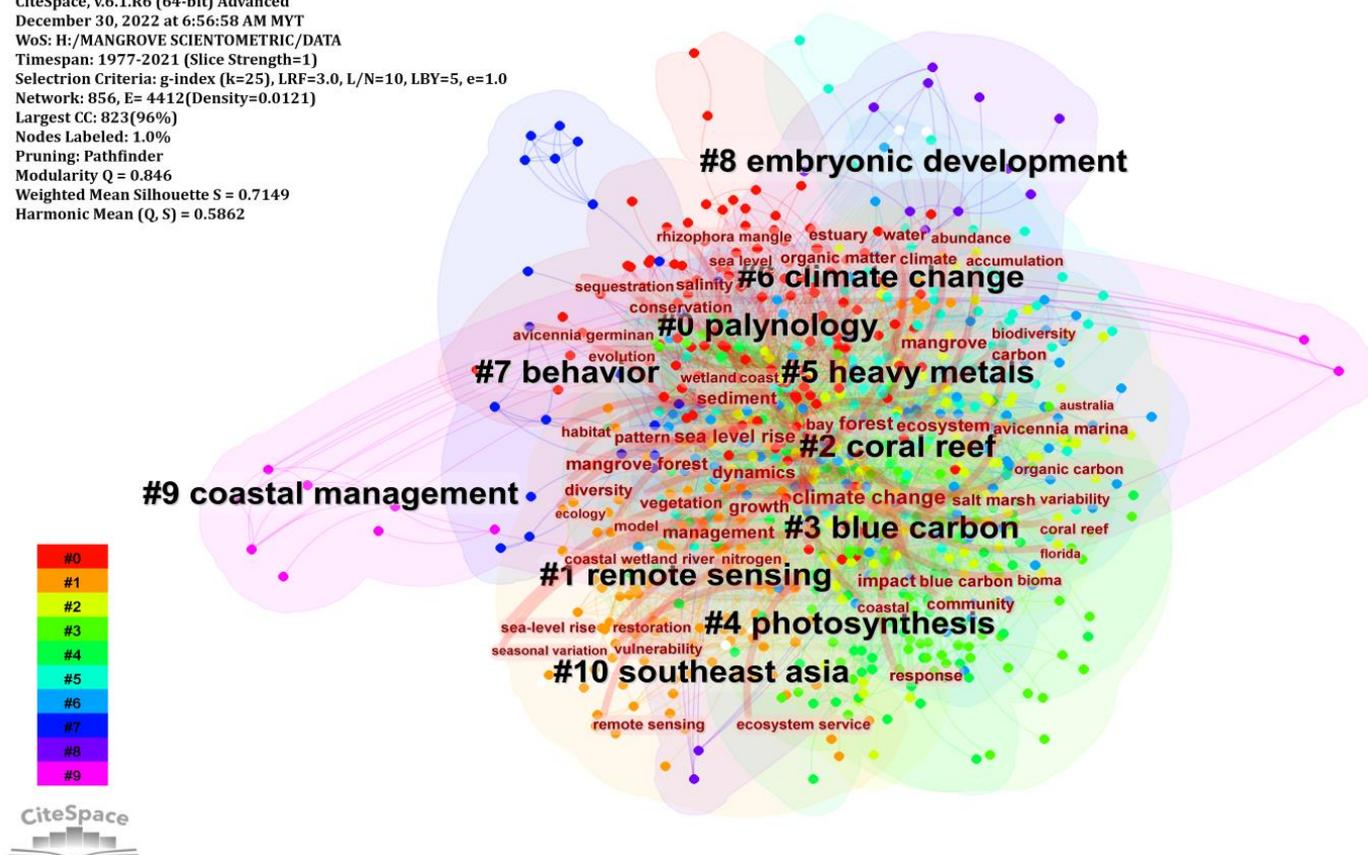 CiteSpace, v.6.1.R6 (64-bit) Advanced
December 30, 2022 at 6:56:58 AM MYT
WoS: H:/MANGROVE SCIENTOMETRIC/DATA
Timespan: 1977-2021 (Slice Strength=1)
Selectrion Criteria: g-index (k=25), LRF=3.0, L/N=10, LBY=5, e=1.0
Network: 856, E= 4412(Density=0.0121)
Largest CC: 823(96%)
Nodes Labeled: 1.0%
Pruning: Pathfinder
Modularity Q = 0.846
Weighted Mean Silhouette S = 0.7149
Harmonic Mean (Q, S) = 0.5862
#8 embryonic development
rhizophora mangle estuary water abundance
sea level organic matter climate accumulation
#6 climate change
sequestration salinity
conservation
#0 palynology
avicennia germinan mangrove biodiversity
evolution carbon
#7 behavior wetland coast #5 heavy metals
sediment
australia
habitat pattern sea level rise bay forest ecosystem avicennia marina
#2 coral reef
mangrove forest dynamics organic carbon
#9 coastal management
diversity vegetation growth climate change salt marsh variability
ecology model management #3 blue carbon coral reef
coastal wetland river nitrogen florida
#1 remote sensing impact blue carbon bioma
coastal community
sea-level rise restoration #4 photosynthesis
seasonal variation vulnerability
#10 southeast asia response
remote sensing ecosystem service
#0
#1
#2
#3
#4
#5
#6
#7
#8
#9
CiteSpace